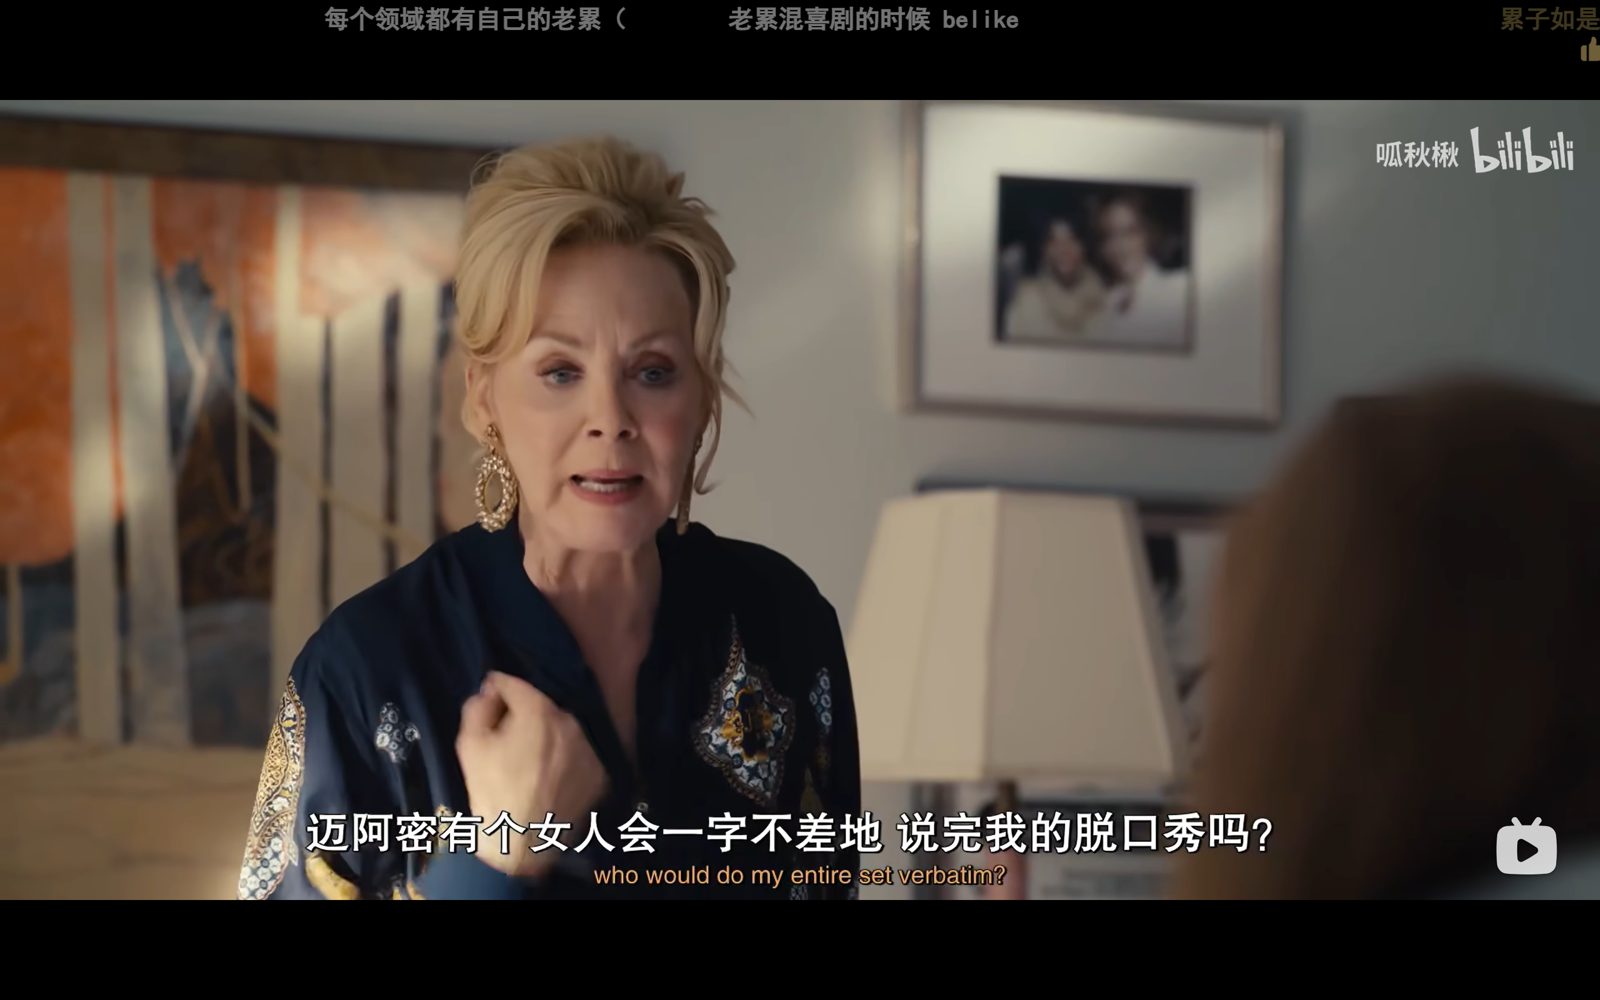 每个领域都有自己的老累（
老累混喜剧的时候 belike
累子如是
呱秋楸 bilibili
迈阿密有个女人会一字不差地 说完我的脱口秀吗?
who would do my entire set verbatim?